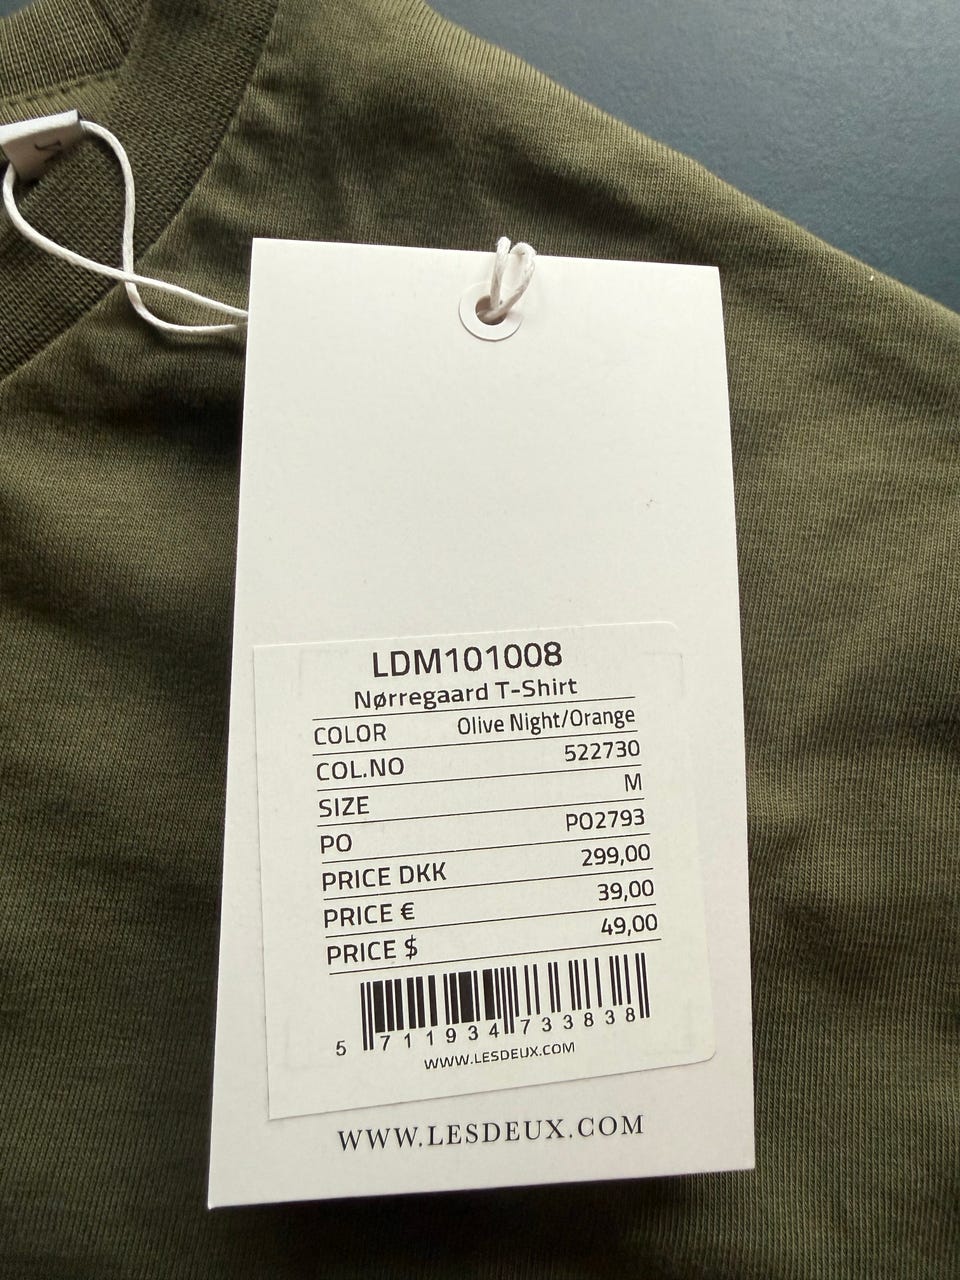 LDM101008
Nørregaard T-Shirt
COLOR Olive Night/Orange
COL.NO 522730
SIZE M
PO PO2793
PRICE DKK 299,00
PRICE € 39,00
PRICE $ 49,00
5 711934 733838
WWW.LESDEUX.COM
WWW.LESDEUX.COM